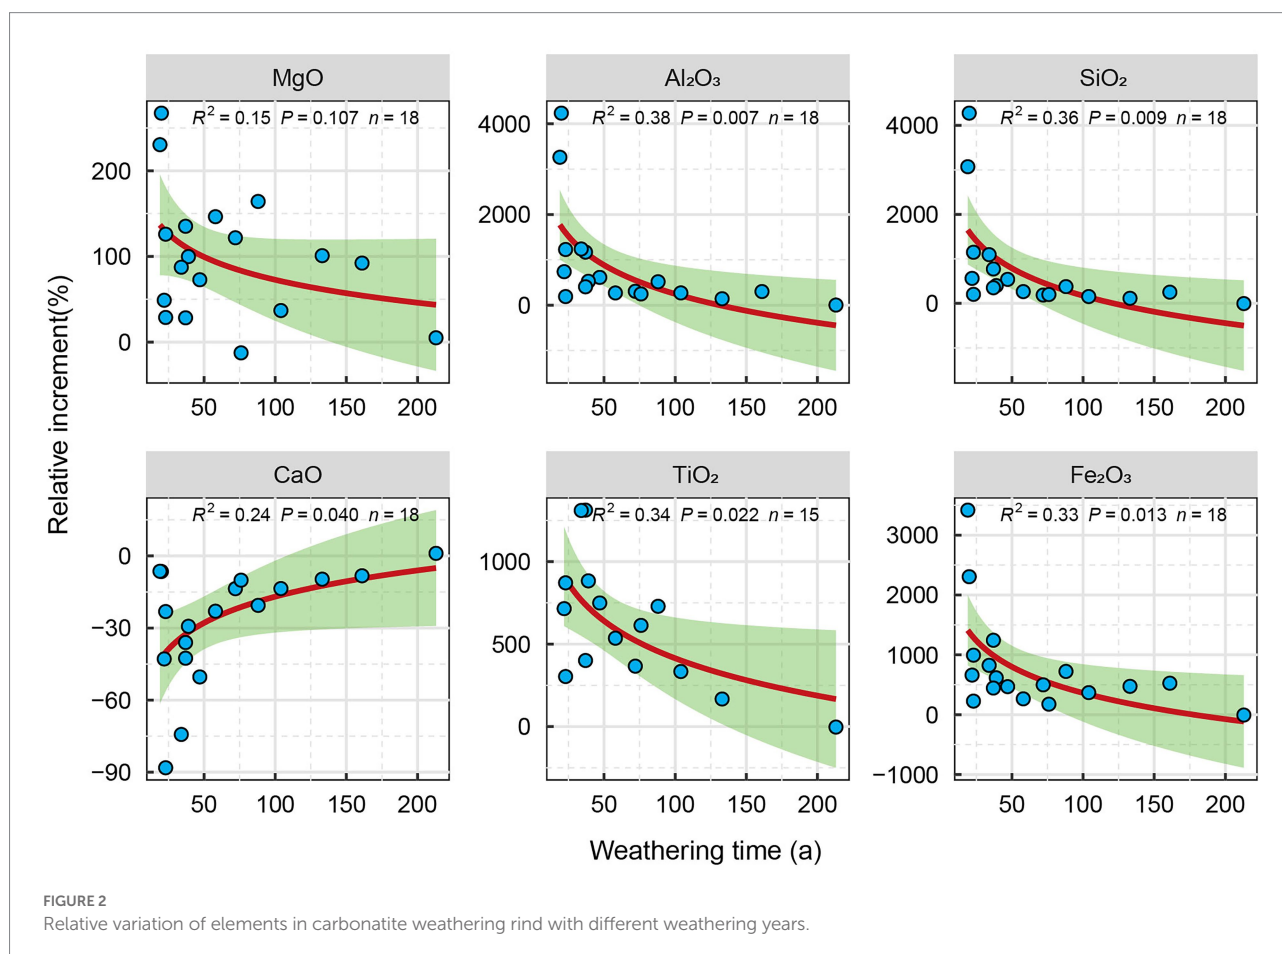 MgO
Al₂O₃
SiO₂
R² = 0.15 P = 0.107 n = 18
R² = 0.38 P = 0.007 n = 18
R² = 0.36 P = 0.009 n = 18
200
100
0
4000
2000
0
4000
2000
0
50 100 150 200
50 100 150 200
50 100 150 200
Relative increment(%)
CaO
TiO₂
Fe₂O₃
R² = 0.24 P = 0.040 n = 18
R² = 0.34 P = 0.022 n = 15
R² = 0.33 P = 0.013 n = 18
0
−30
−60
−90
1000
500
0
3000
2000
1000
0
−1000
50 100 150 200
50 100 150 200
50 100 150 200
Weathering time (a)
FIGURE 2
Relative variation of elements in carbonatite weathering rind with different weathering years.